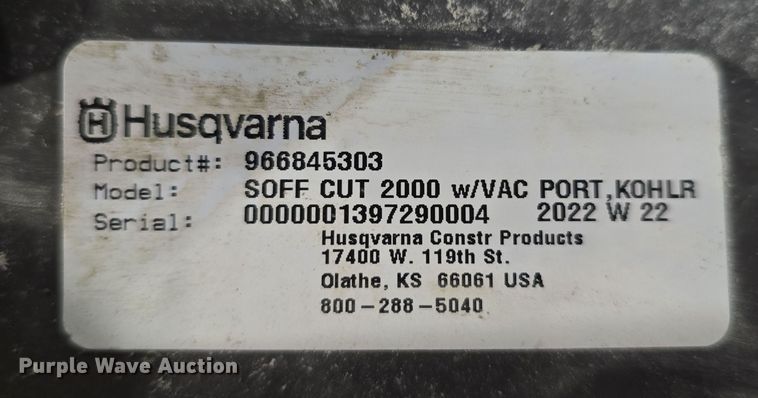 Husqvarna
Product#: 966845303
Model: SOFF CUT 2000 w/VAC PORT,KOHLR
Serial: 0000001397290004 2022 W 22
Husqvarna Constr Products
17400 W. 119th St.
Olathe, KS 66061 USA
800-288-5040
Purple Wave Auction